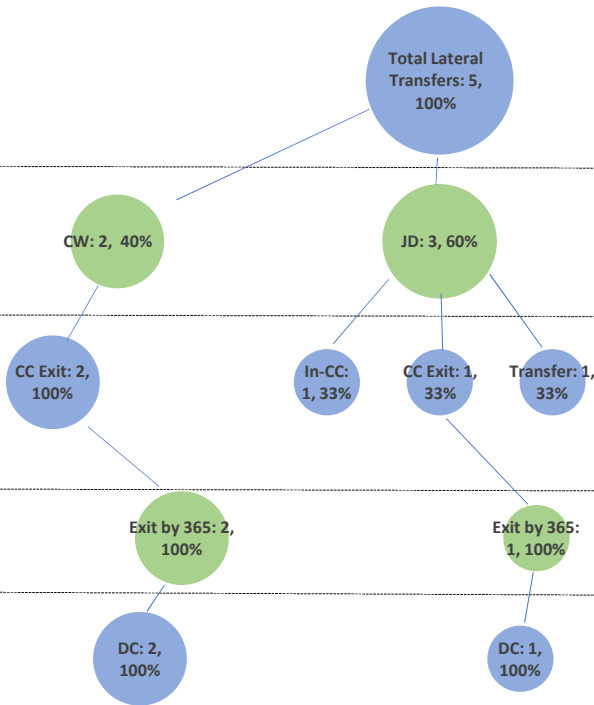 Total Lateral
Transfers: 5,
100%
CW: 2, 40%
JD: 3, 60%
CC Exit: 2,
100%
In-CC:
1, 33%
CC Exit: 1,
33%
Transfer: 1,
33%
Exit by 365: 2,
100%
Exit by 365:
1, 100%
DC: 2,
100%
DC: 1,
100%